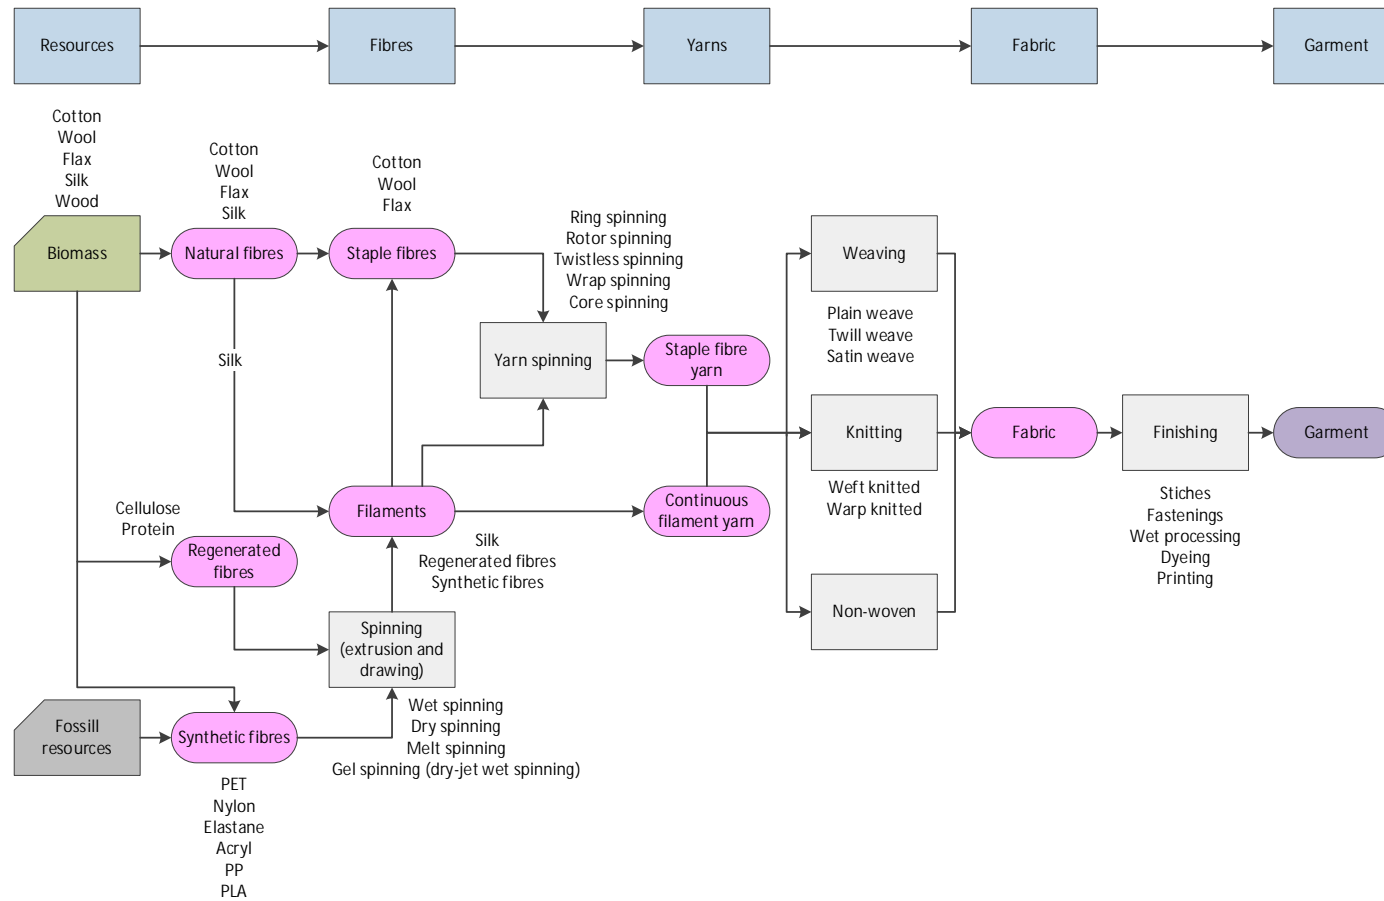 Resources
Fibres
Yarns
Fabric
Garment
Cotton
Wool
Flax
Silk
Wood
Biomass
Cotton
Wool
Flax
Silk
Natural fibres
Cotton
Wool
Flax
Staple fibres
Ring spinning
Rotor spinning
Twistless spinning
Wrap spinning
Core spinning
Yarn spinning
Silk
Staple fibre
yarn
Weaving
Plain weave
Twill weave
Satin weave
Knitting
Weft knitted
Warp knitted
Non-woven
Fabric
Finishing
Stiches
Fastenings
Wet processing
Dyeing
Printing
Garment
Filaments
Silk
Regenerated fibres
Synthetic fibres
Continuous
filament yarn
Cellulose
Protein
Regenerated
fibres
Spinning
(extrusion and
drawing)
Wet spinning
Dry spinning
Melt spinning
Gel spinning (dry-jet wet spinning)
Fossill
resources
Synthetic fibres
PET
Nylon
Elastane
Acryl
PP
PLA